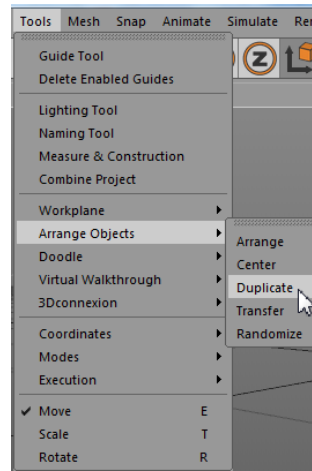 Tools Mesh Snap Animate Simulate
Guide Tool
Delete Enabled Guides
Lighting Tool
Naming Tool
Measure & Construction
Combine Project
Workplane
Arrange Objects
Arrange
Center
Duplicate
Transfer
Randomize
Doodle
Virtual Walkthrough
3Dconnexion
Coordinates
Modes
Execution
Move E
Scale T
Rotate R
Z